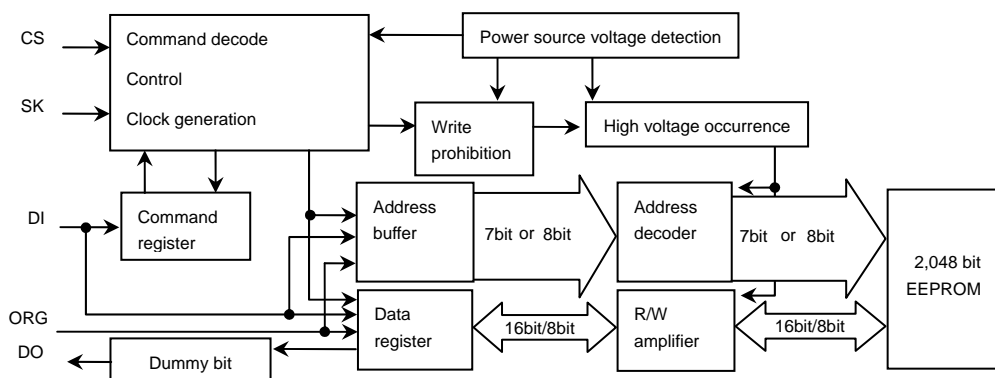 CS
Command decode
Power source voltage detection
Control
SK
Clock generation
Write
prohibition
High voltage occurrence
DI
Command
register
Address
buffer
7bit or 8bit
Address
decoder
7bit or 8bit
2,048 bit
EEPROM
ORG
Data
register
16bit/8bit
R/W
amplifier
16bit/8bit
DO
Dummy bit